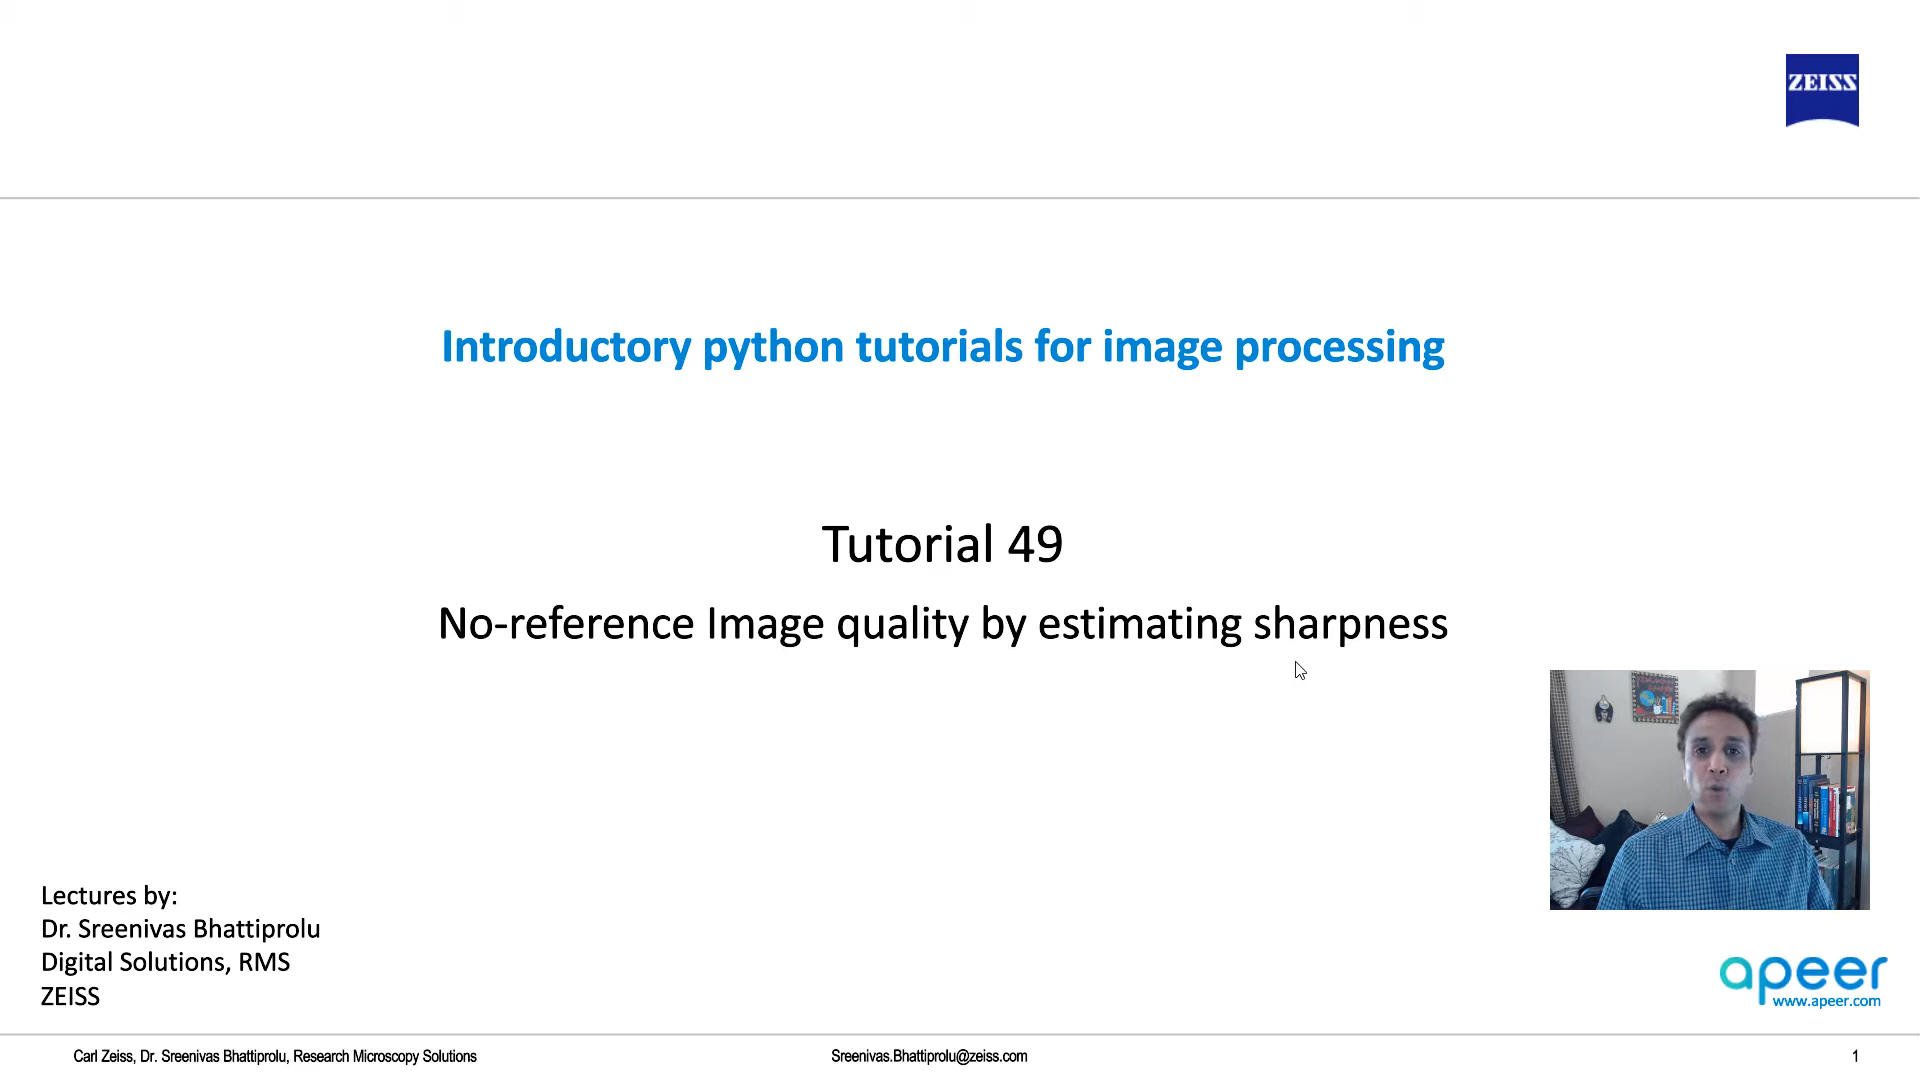 ZEISS
Introductory python tutorials for image processing
Tutorial 49
No-reference Image quality by estimating sharpness
Lectures by:
Dr. Sreenivas Bhattiprolu
Digital Solutions, RMS
ZEISS
apeer
www.apeer.com
Carl Zeiss, Dr. Sreenivas Bhattiprolu, Research Microscopy Solutions
Sreenivas.Bhattiprolu@zeiss.com
1